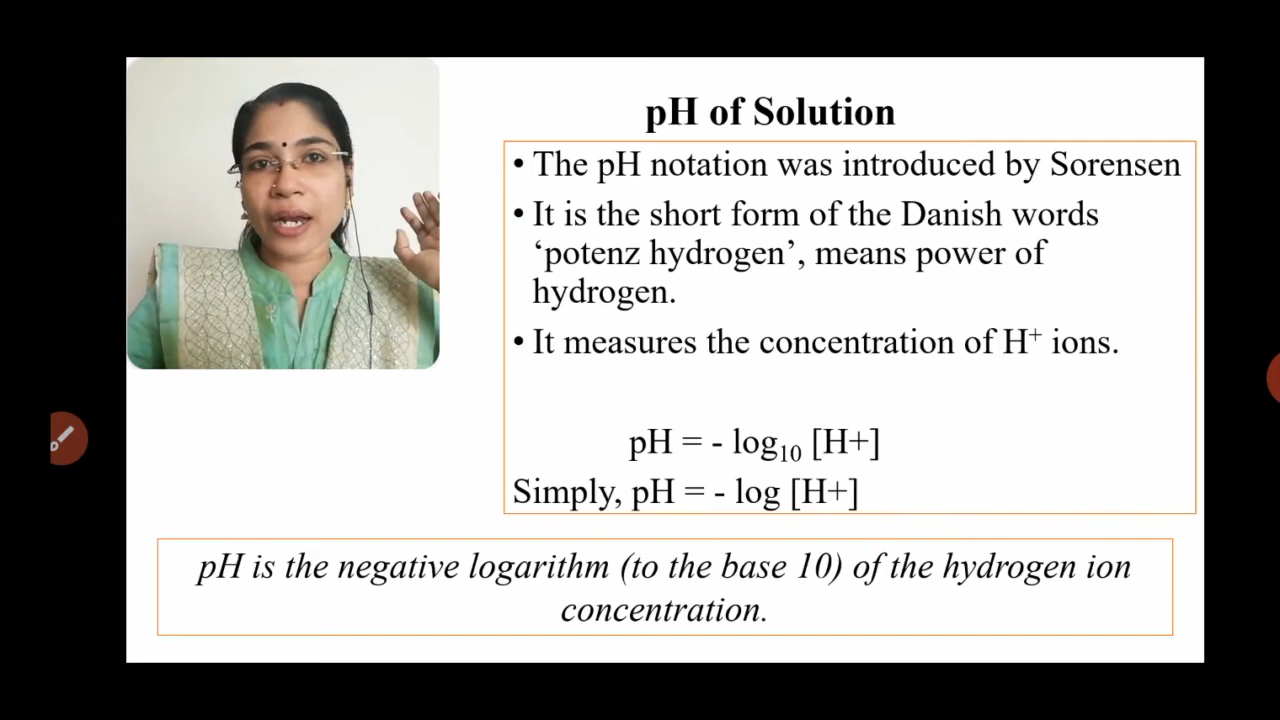 pH of Solution
• The pH notation was introduced by Sorensen
• It is the short form of the Danish words
‘potenz hydrogen’, means power of
hydrogen.
• It measures the concentration of H⁺ ions.
pH = - log₁₀ [H+]
Simply, pH = - log [H+]
pH is the negative logarithm (to the base 10) of the hydrogen ion
concentration.